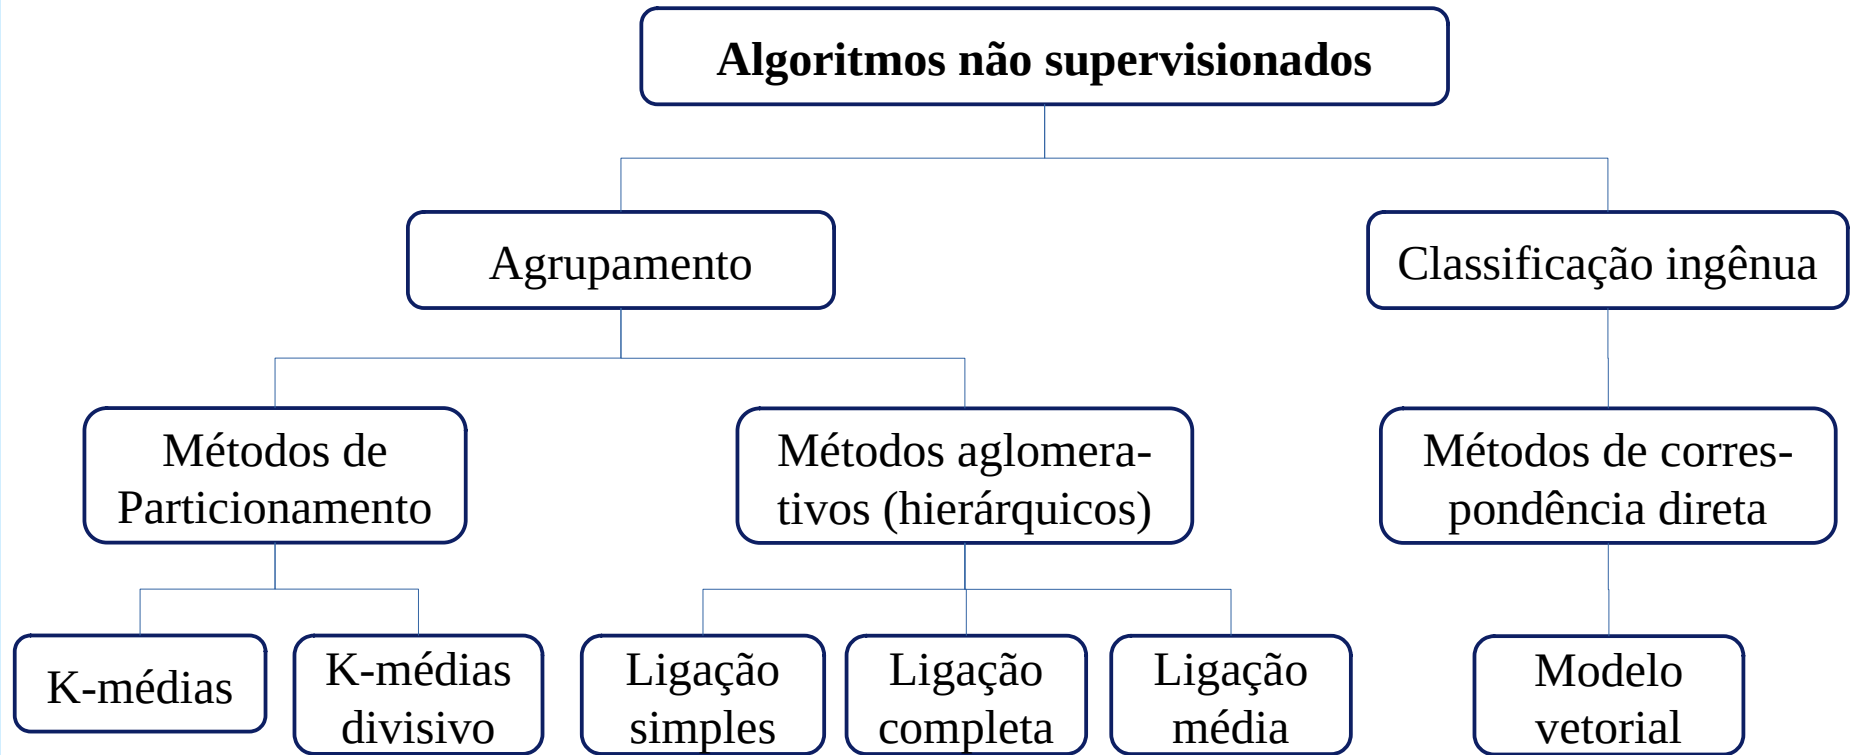 Algoritmos não supervisionados
Agrupamento
Classificação ingênua
Métodos de
Particionamento
Métodos aglomera-
tivos (hierárquicos)
Métodos de corres-
pondência direta
K-médias
K-médias
divisivo
Ligação
simples
Ligação
completa
Ligação
média
Modelo
vetorial